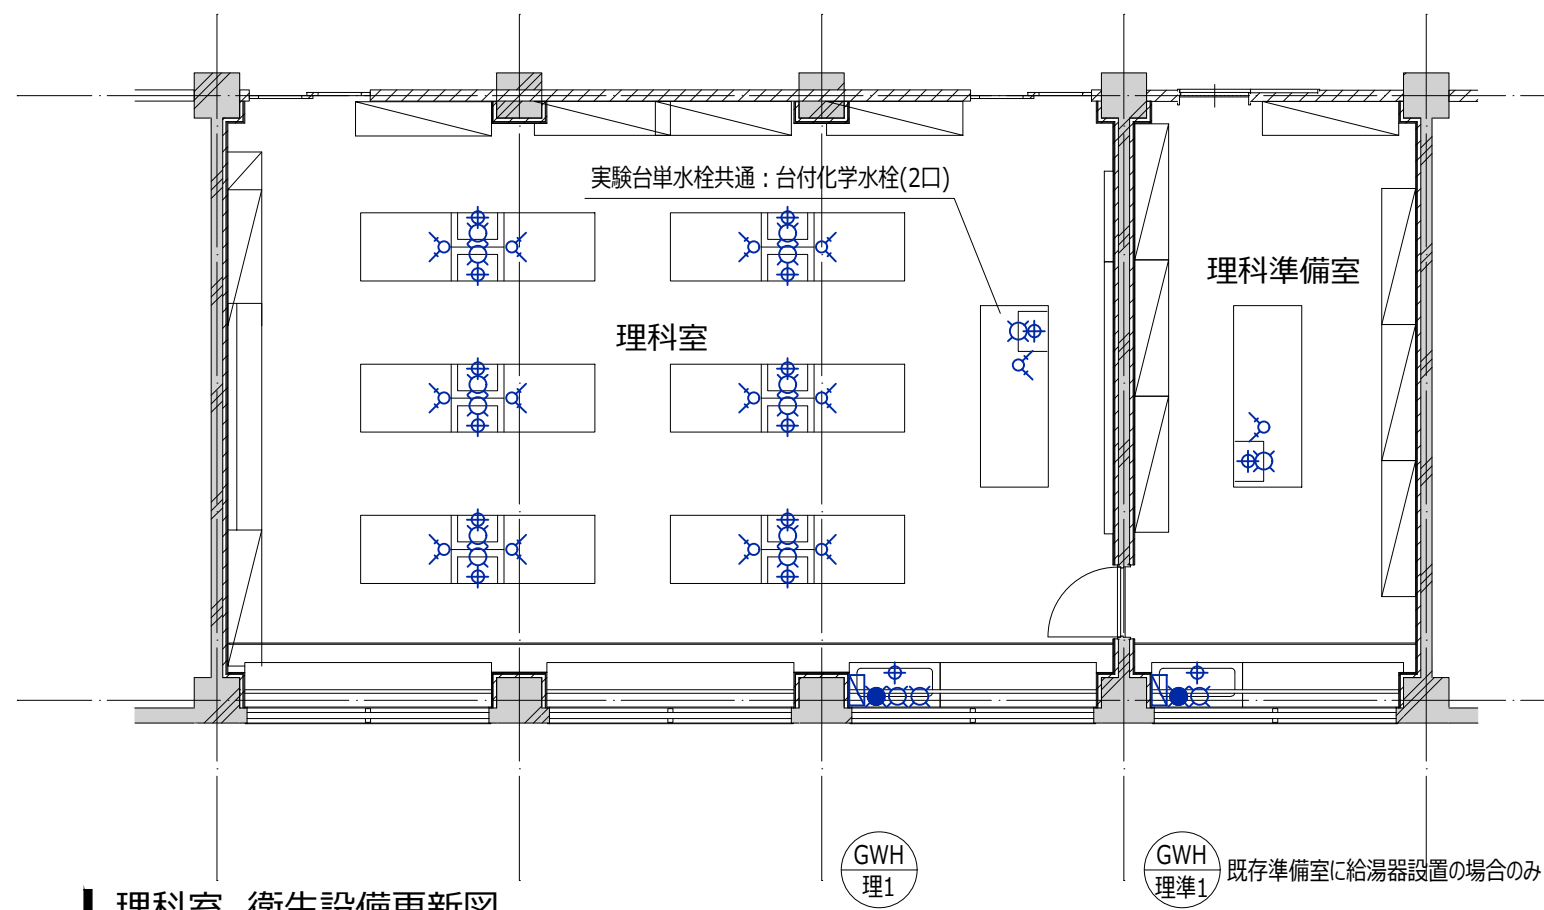 実験台単水栓共通：台付化学水栓(2口)
理科準備室
理科室
GWH
理1
GWH
理準1
既存準備室に給湯器設置の場合のみ
理科室 衛生設備更新図